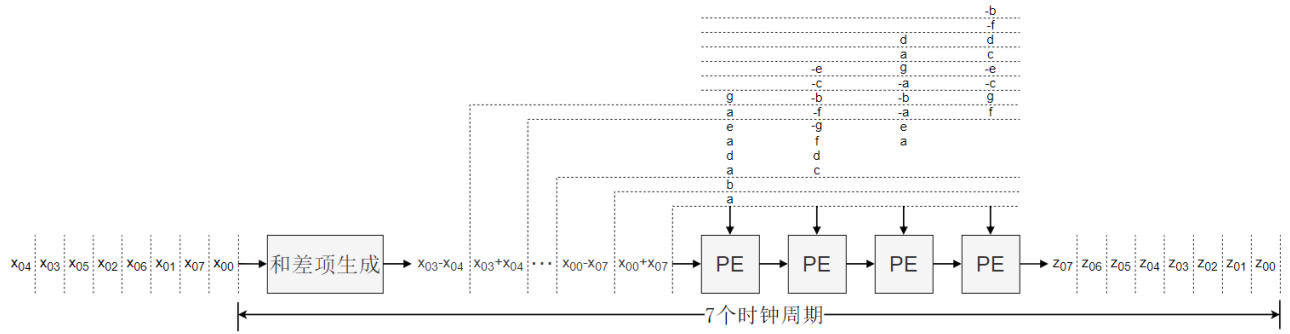 -b
-f
d d
a c
-e g -e
-c -a -c
g -b -b g
a -f -a f
e -g e
a f a
d d
a c
b
a
x04 x03 x05 x02 x06 x01 x07 x00 和差项生成 x03-x04 x03+x04 ··· x00-x07 x00+x07 PE PE PE PE z07 z06 z05 z04 z03 z02 z01 z00
7个时钟周期